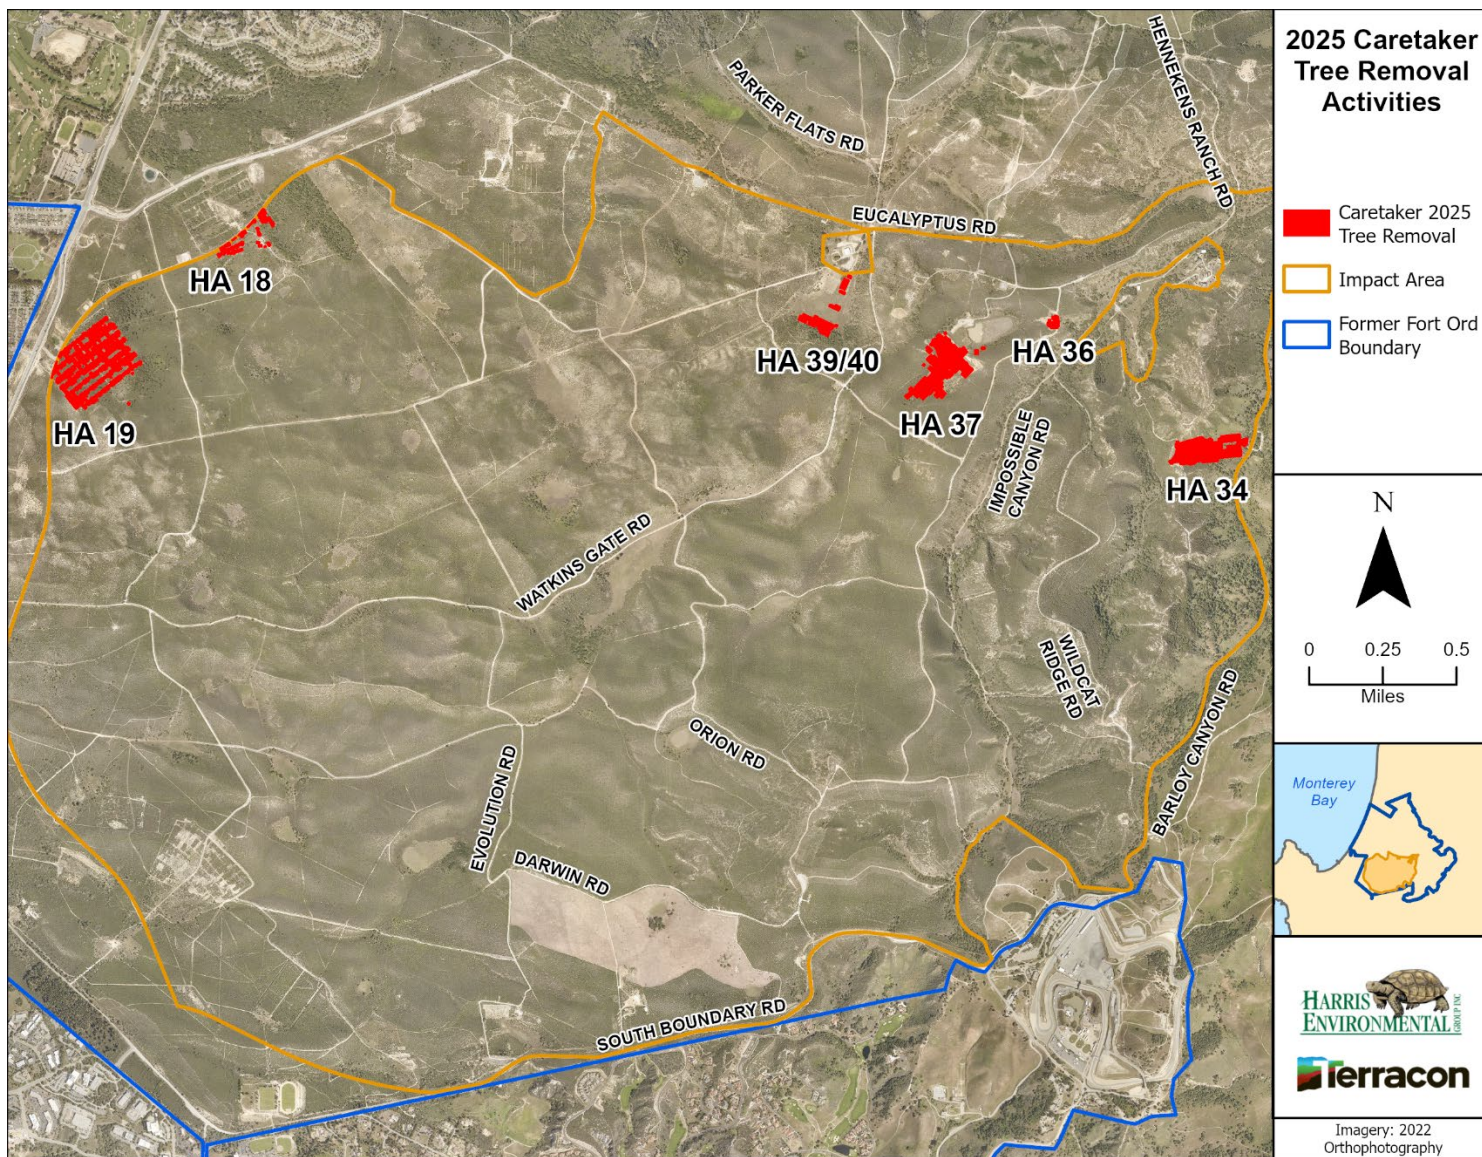 2025 Caretaker
Tree Removal
Activities
Caretaker 2025
Tree Removal
Impact Area
Former Fort Ord
Boundary
N
0 0.25 0.5
Miles
Monterey
Bay
HARRIS
ENVIRONMENTAL
GROUP INC
Terracon
Imagery: 2022
Orthophotography
HENNEKENS RANCH RD
PARKER FLATS RD
EUCALYPTUS RD
HA 18
HA 19
HA 39/40
HA 37
HA 36
HA 34
IMPOSSIBLE
CANYON RD
WATKINS GATE RD
WILDCAT
RIDGE RD
BARLOY CANYON RD
ORION RD
EVOLUTION RD
DARWIN RD
SOUTH BOUNDARY RD